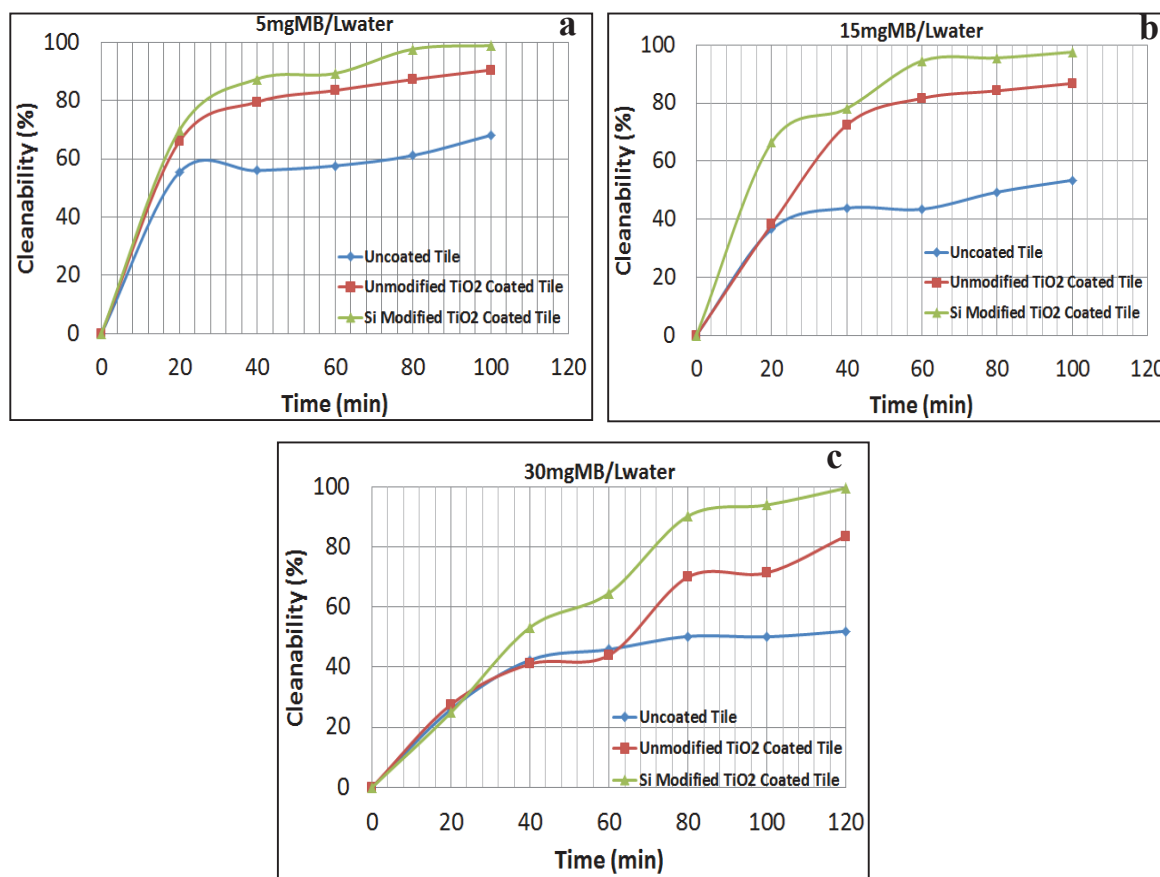 5mgMB/Lwater
a
100
80
60
40
20
0
Cleanability (%)
Uncoated Tile
Unmodified TiO2 Coated Tile
Si Modified TiO2 Coated Tile
0 20 40 60 80 100 120
Time (min)
15mgMB/Lwater
b
100
80
60
40
20
0
Cleanability (%)
Uncoated Tile
Unmodified TiO2 Coated Tile
Si Modified TiO2 Coated Tile
0 20 40 60 80 100 120
Time (min)
30mgMB/Lwater
c
100
80
60
40
20
0
Cleanability (%)
Uncoated Tile
Unmodified TiO2 Coated Tile
Si Modified TiO2 Coated Tile
0 20 40 60 80 100 120
Time (min)